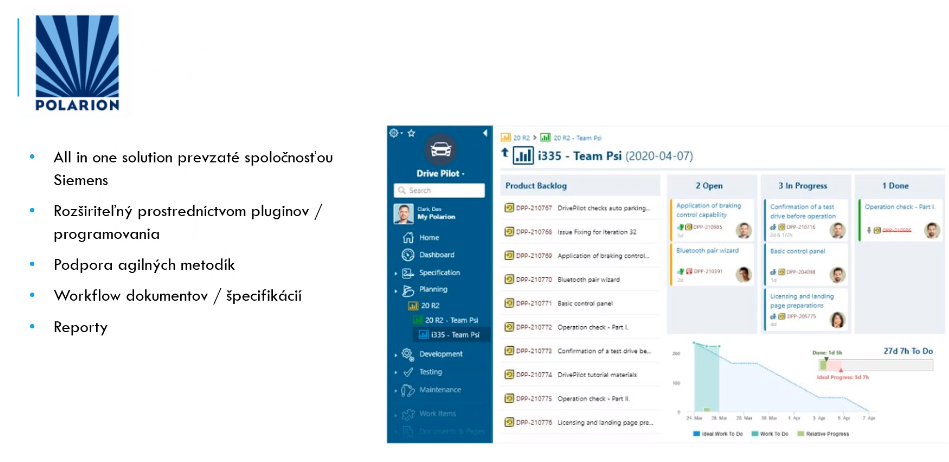 POLARION
• All in one solution prevzaté spoločnosťou
Siemens
• Rozšíriteľný prostredníctvom pluginov /
programovania
• Podpora agilných metodík
• Workflow dokumentov / špecifikácií
• Reporty
Drive Pilot
Search
Clark, Dan
My Polarion
Home
Dashboard
Specification
Planning
20 R2
20 R2 - Team Psi
i335 - Team Psi
Development
Testing
Maintenance
Work Items
Documents & Pages
20 R2 > 20 R2 - Team Psi
i335 - Team Psi (2020-04-07)
Product Backlog
DPP-210767 DrivePilot checks auto parking...
DPP-210768 Issue Fixing for Iteration 32
DPP-210769 Application of braking control...
DPP-210770 Bluetooth pair wizard
DPP-210771 Basic control panel
DPP-210772 Operation check - Part I.
DPP-210773 Confirmation of a test drive be...
DPP-210774 DrivePilot tutorial materials
DPP-210775 Operation check - Part II.
DPP-210776 Licensing and landing page pre...
2 Open
Application of braking
control capability
DPP-210885
Bluetooth pair wizard
DPP-210391
3 In Progress
Confirmation of a test
drive before operation
DPP-210716
Basic control panel
DPP-204098
1d
Licensing and landing
page preparations
DPP-205775
4d
1 Done
Operation check - Part I.
Done: 1d 5h
27d 7h To Do
Ideal Progress: 5d 7h
200
100
0
24. Mar 26. Mar 28. Mar 30. Mar 1. Apr 3. Apr 5. Apr 7. Apr
Ideal Work To Do Work To Do Relative Progress